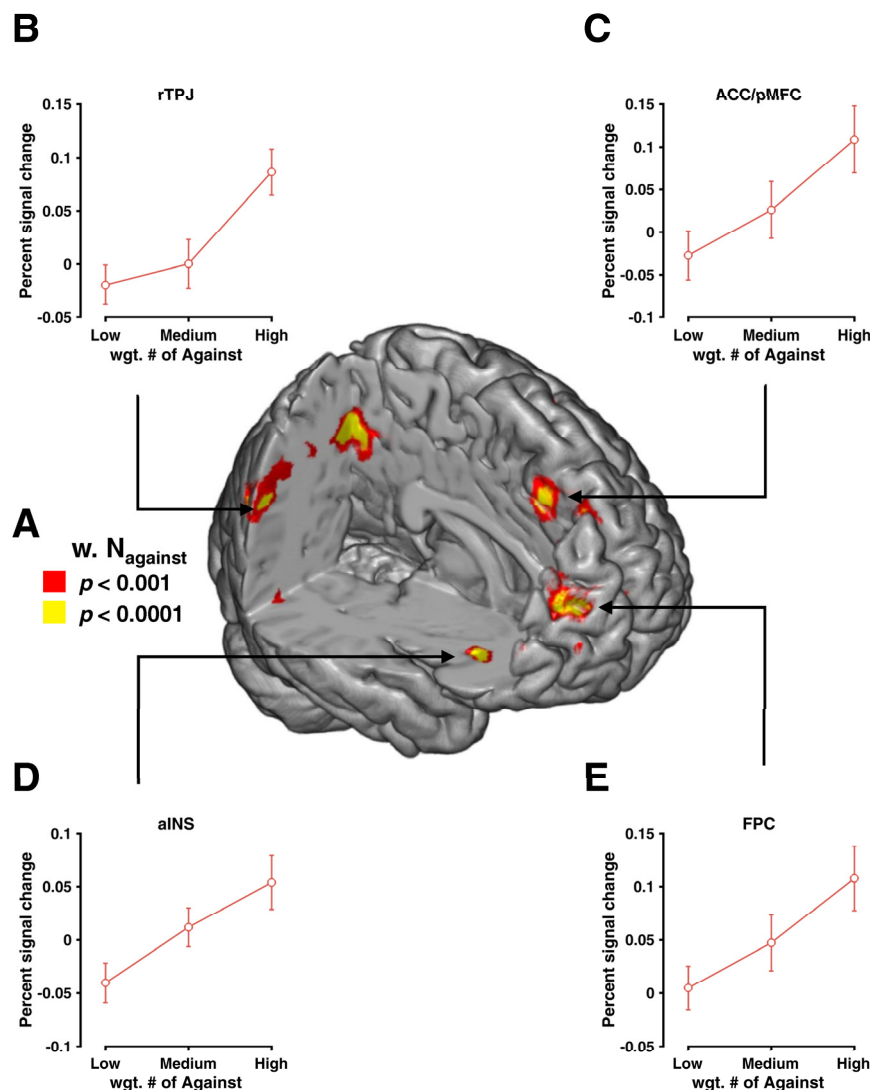 B
rTPJ
Percent signal change
0.15
0.1
0.05
0
-0.05
Low Medium High
wgt. # of Against
C
ACC/pMFC
Percent signal change
0.15
0.1
0.05
0
-0.05
-0.1
Low Medium High
wgt. # of Against
A
w. Nagainst
p < 0.001
p < 0.0001
D
aINS
Percent signal change
0.1
0.05
0
-0.05
-0.1
Low Medium High
wgt. # of Against
E
FPC
Percent signal change
0.15
0.1
0.05
0
-0.05
Low Medium High
wgt. # of Against